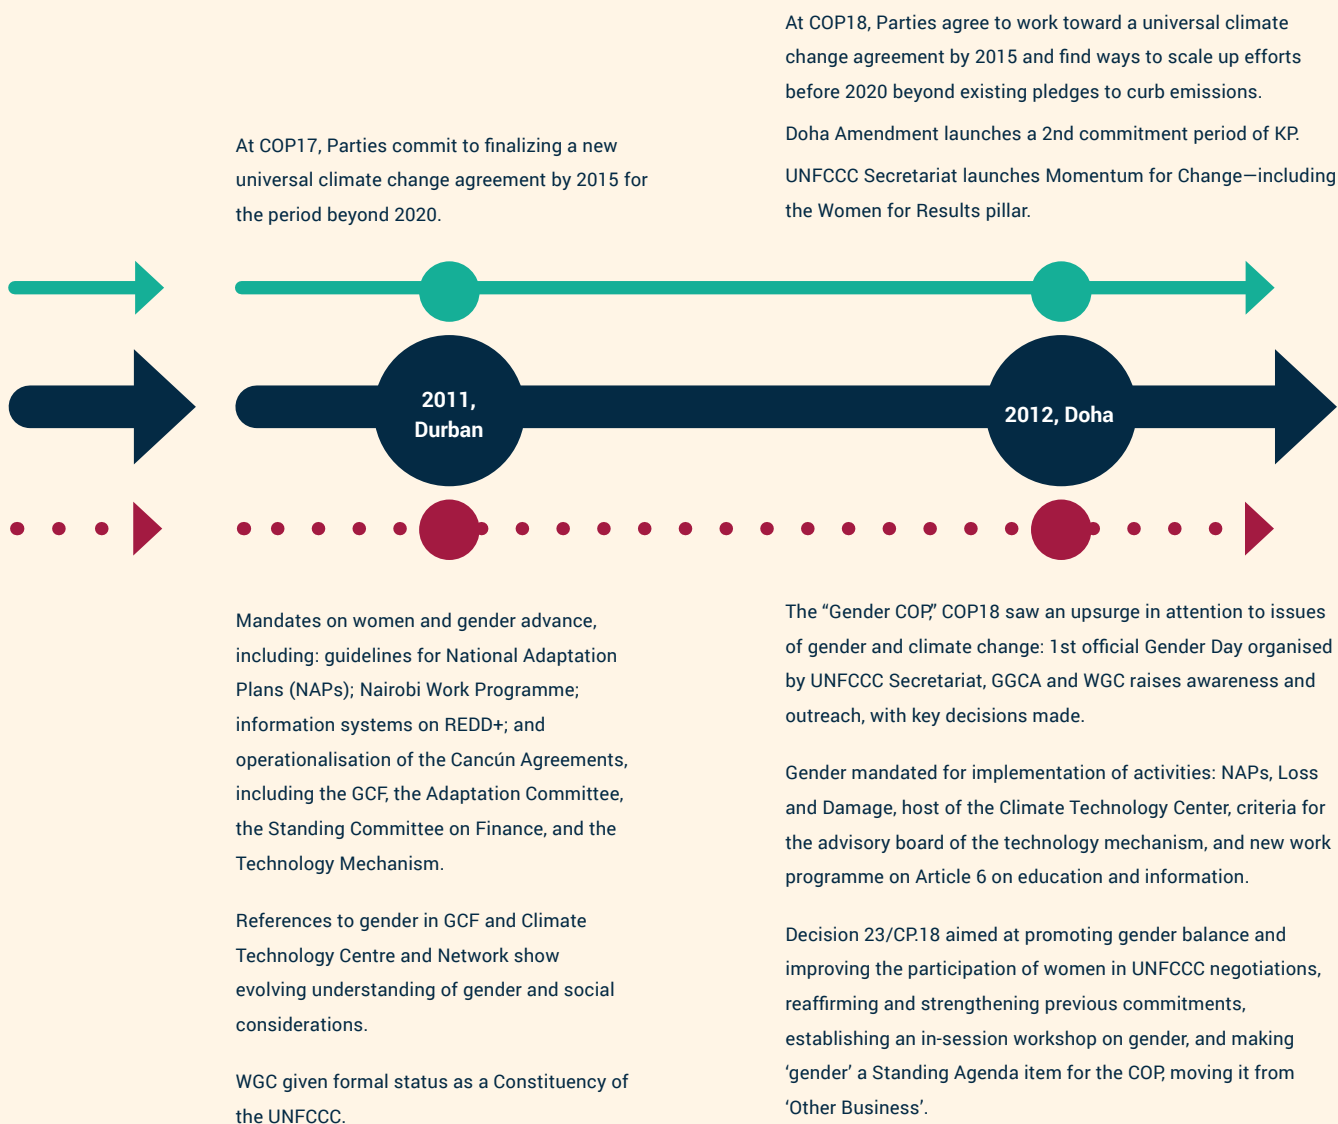 At COP17, Parties commit to finalizing a new
universal climate change agreement by 2015 for
the period beyond 2020.
At COP18, Parties agree to work toward a universal climate
change agreement by 2015 and find ways to scale up efforts
before 2020 beyond existing pledges to curb emissions.
Doha Amendment launches a 2nd commitment period of KP.
UNFCCC Secretariat launches Momentum for Change—including
the Women for Results pillar.
2011,
Durban
2012, Doha
Mandates on women and gender advance,
including: guidelines for National Adaptation
Plans (NAPs); Nairobi Work Programme;
information systems on REDD+; and
operationalisation of the Cancún Agreements,
including the GCF, the Adaptation Committee,
the Standing Committee on Finance, and the
Technology Mechanism.
References to gender in GCF and Climate
Technology Centre and Network show
evolving understanding of gender and social
considerations.
WGC given formal status as a Constituency of
the UNFCCC.
The “Gender COP,” COP18 saw an upsurge in attention to issues
of gender and climate change: 1st official Gender Day organised
by UNFCCC Secretariat, GGCA and WGC raises awareness and
outreach, with key decisions made.
Gender mandated for implementation of activities: NAPs, Loss
and Damage, host of the Climate Technology Center, criteria for
the advisory board of the technology mechanism, and new work
programme on Article 6 on education and information.
Decision 23/CP.18 aimed at promoting gender balance and
improving the participation of women in UNFCCC negotiations,
reaffirming and strengthening previous commitments,
establishing an in-session workshop on gender, and making
‘gender’ a Standing Agenda item for the COP, moving it from
‘Other Business’.